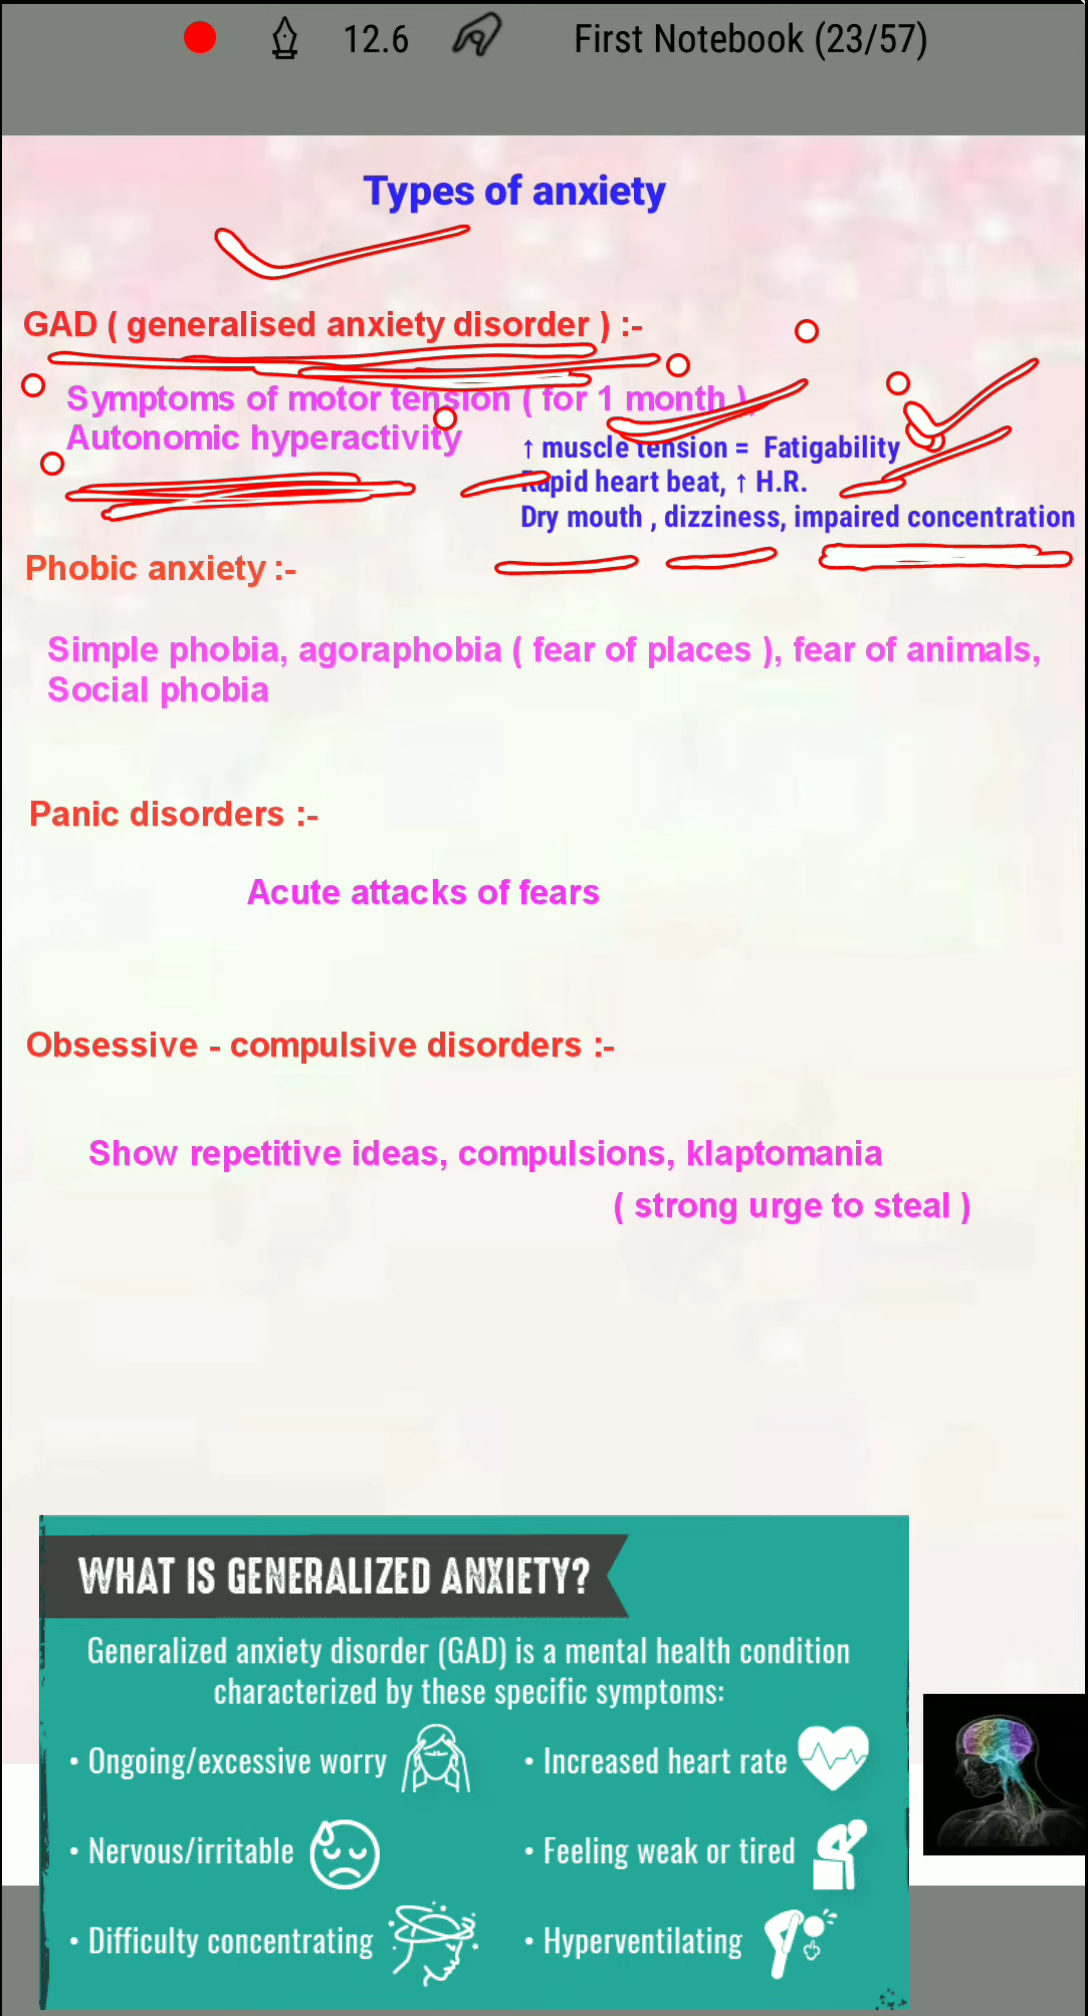 12.6 First Notebook (23/57)
Types of anxiety
GAD ( generalised anxiety disorder ) :-
Symptoms of motor tension ( for 1 month ),
Autonomic hyperactivity
↑ muscle tension = Fatigability
Rapid heart beat, ↑ H.R.
Dry mouth , dizziness, impaired concentration
Phobic anxiety :-
Simple phobia, agoraphobia ( fear of places ), fear of animals,
Social phobia
Panic disorders :-
Acute attacks of fears
Obsessive - compulsive disorders :-
Show repetitive ideas, compulsions, klaptomania
( strong urge to steal )
WHAT IS GENERALIZED ANXIETY?
Generalized anxiety disorder (GAD) is a mental health condition
characterized by these specific symptoms:
• Ongoing/excessive worry
• Increased heart rate
• Nervous/irritable
• Feeling weak or tired
• Difficulty concentrating
• Hyperventilating